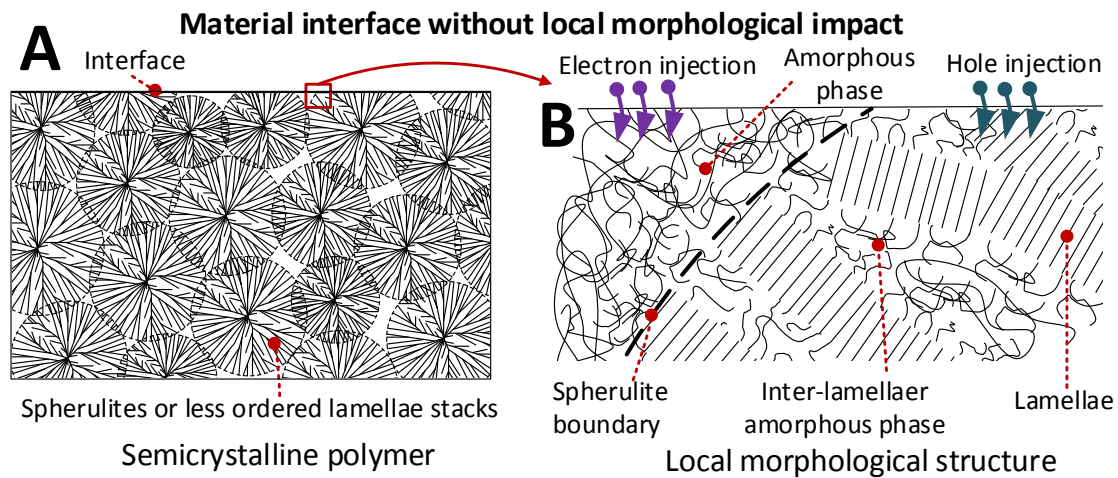 Material interface without local morphological impact
A
Interface
Spherulites or less ordered lamellae stacks
Semicrystalline polymer
B
Electron injection
Amorphous
phase
Hole injection
Spherulite
boundary
Inter-lamellaer
amorphous phase
Lamellae
Local morphological structure